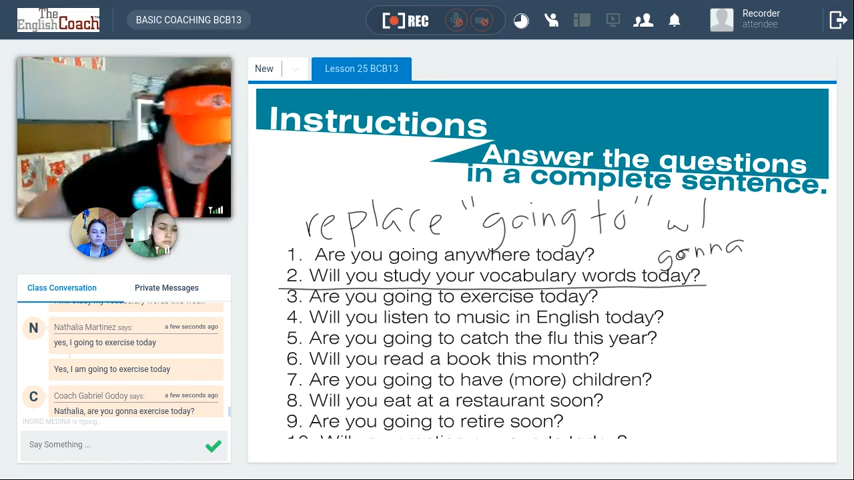 The
EnglishCoach
BASIC COACHING BCB13
REC
Recorder
attendee
New
Lesson 25 BCB13
Instructions
Answer the questions
in a complete sentence.
replace "going to" w/
gonna
1. Are you going anywhere today?
2. Will you study your vocabulary words today?
3. Are you going to exercise today?
4. Will you listen to music in English today?
5. Are you going to catch the flu this year?
6. Will you read a book this month?
7. Are you going to have (more) children?
8. Will you eat at a restaurant soon?
9. Are you going to retire soon?
Class Conversation
Private Messages
N
Nathalia Martinez says:
a few seconds ago
yes, I going to exercise today
Yes, I am going to exercise today
C
Coach Gabriel Godoy says:
a few seconds ago
Nathalia, are you gonna exercise today?
INGRID MEDINA is typing...
Say Something ...